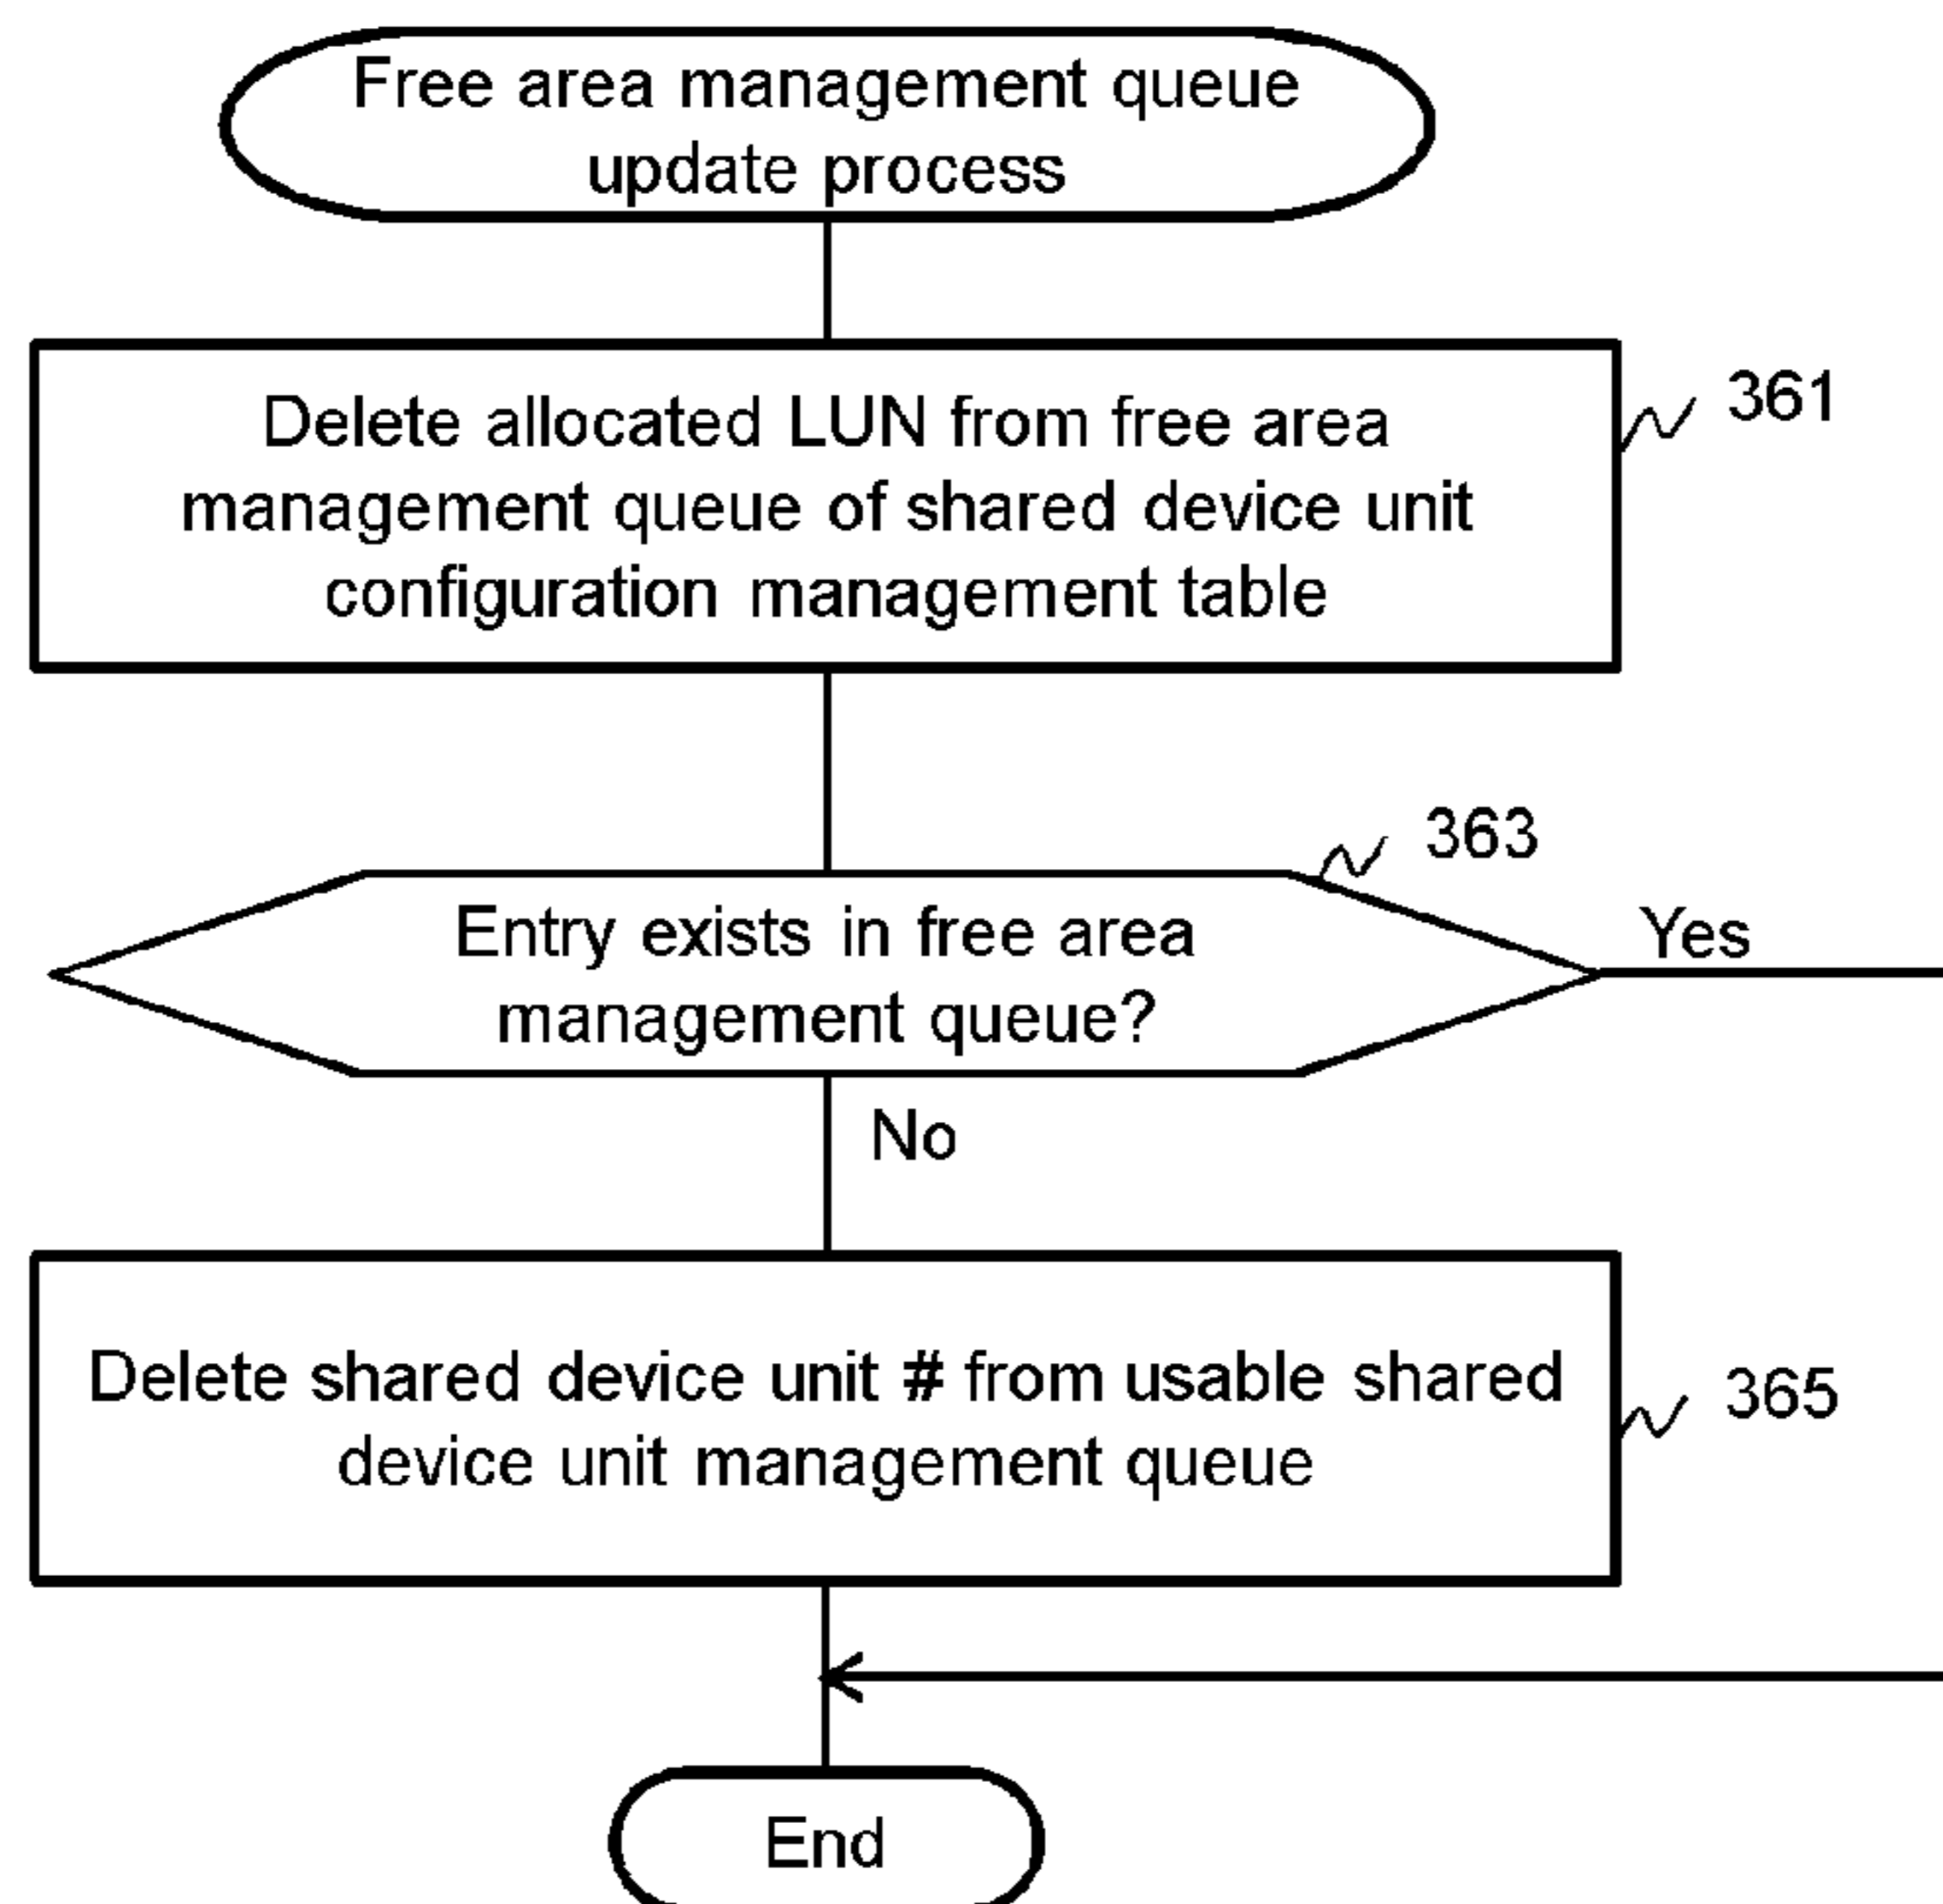 Free area management queue
update process
Delete allocated LUN from free area
management queue of shared device unit
configuration management table
361
363
Entry exists in free area
management queue?
Yes
No
Delete shared device unit # from usable shared
device unit management queue
365
End